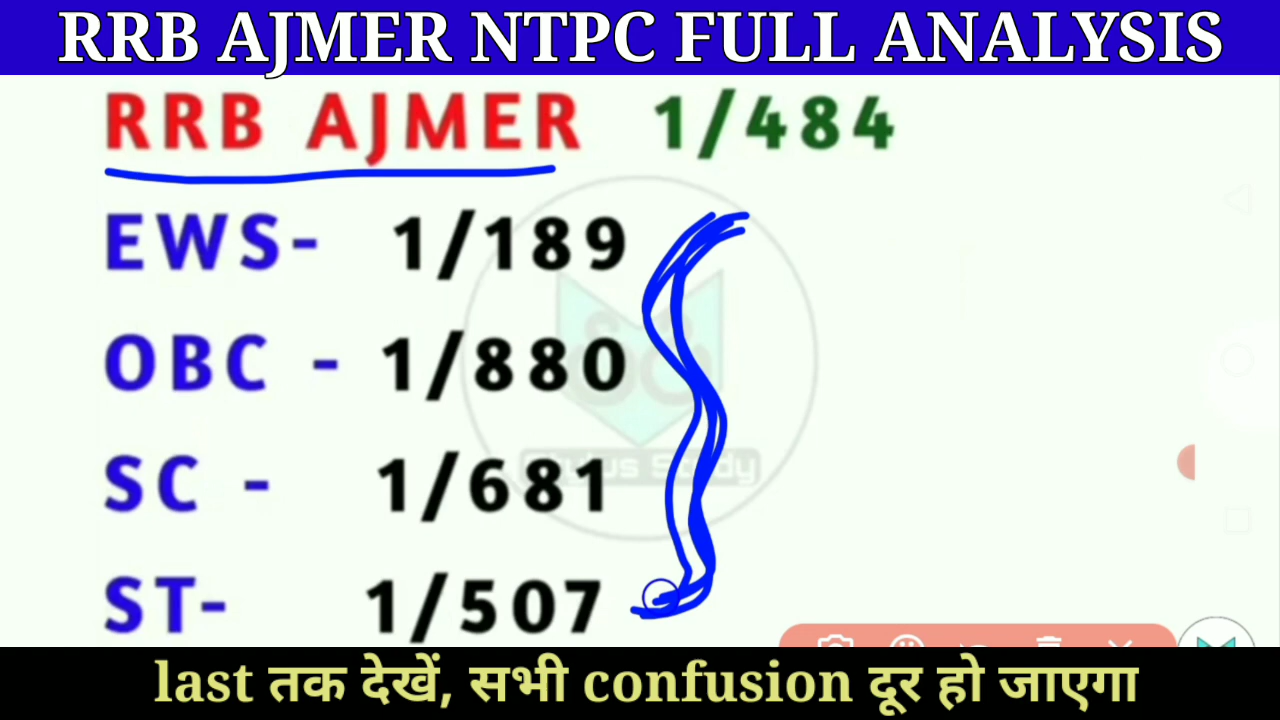 RRB AJMER NTPC FULL ANALYSIS
RRB AJMER 1/484
EWS- 1/189
OBC - 1/880
SC - 1/681
ST- 1/507
last तक देखें, सभी confusion दूर हो जाएगा